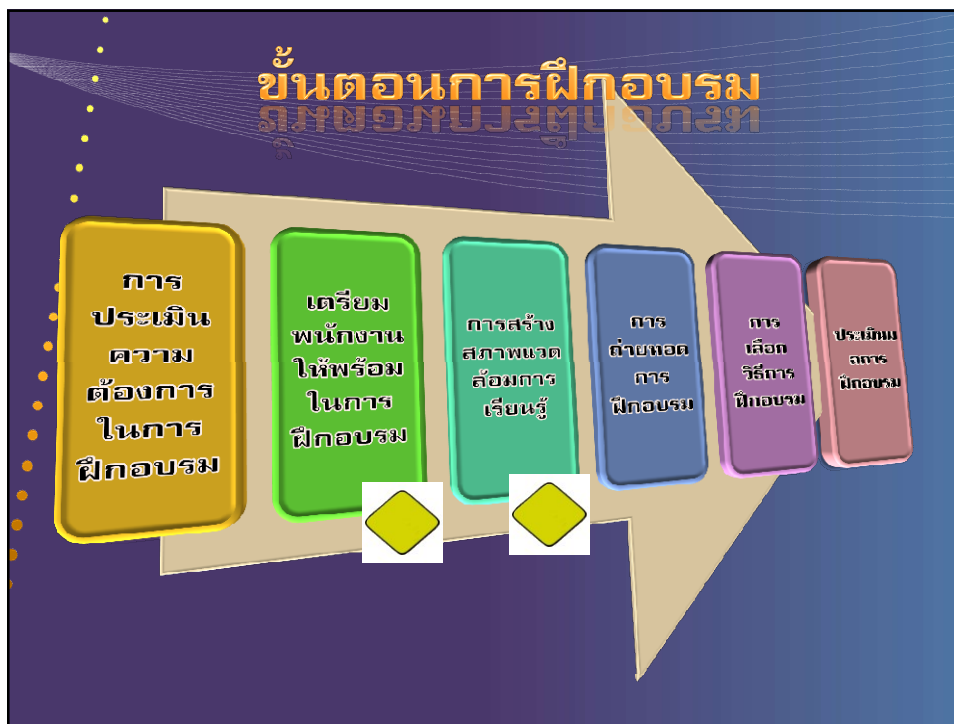 ขั้นตอนการฝึกอบรม
การ
ประเมิน
ความ
ต้องการ
ในการ
ฝึกอบรม
เตรียม
พนักงาน
ให้พร้อม
ในการ
ฝึกอบรม
การสร้าง
สภาพแวด
ล้อมการ
เรียนรู้
การ
ถ่ายทอด
การ
ฝึกอบรม
การ
เลือก
วิธีการ
ฝึกอบรม
ประเมินผ
ลการ
ฝึกอบรม